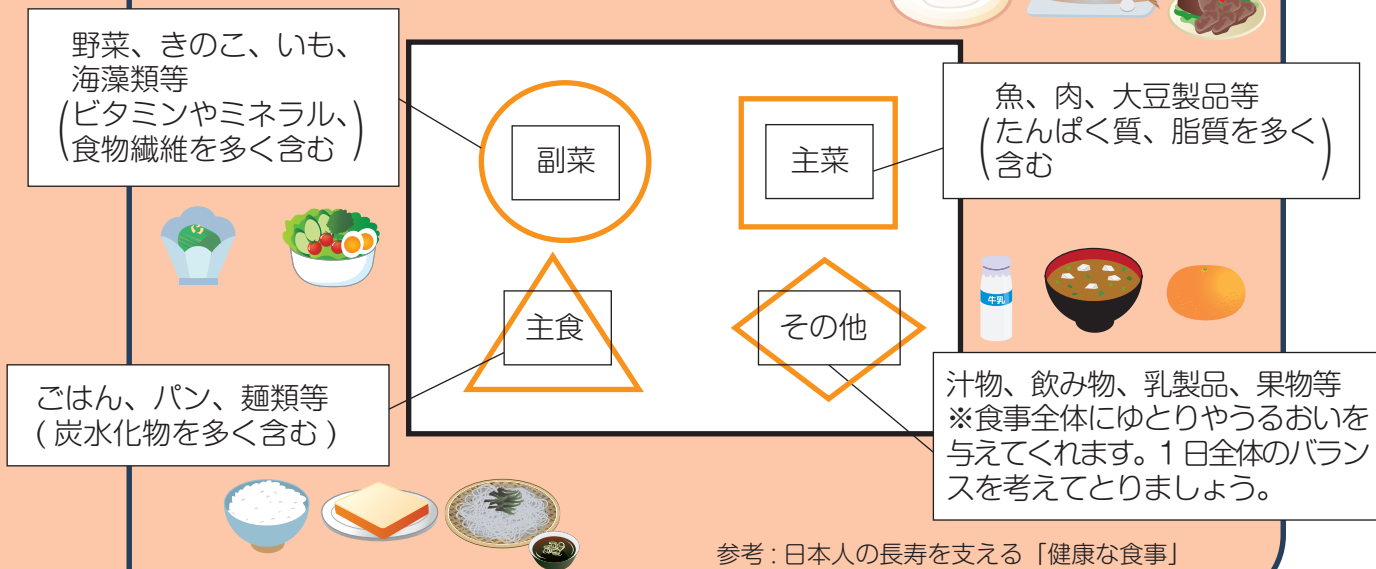 野菜、きのこ、いも、
海藻類等
(ビタミンやミネラル、
食物繊維を多く含む)
副菜
主菜
魚、肉、大豆製品等
(たんぱく質、脂質を多く
含む)
牛乳
主食
その他
ごはん、パン、麺類等
(炭水化物を多く含む)
汁物、飲み物、乳製品、果物等
※食事全体にゆとりやうるおいを
与えてくれます。1日全体のバラン
スを考えてとりましょう。
参考:日本人の長寿を支える「健康な食事」